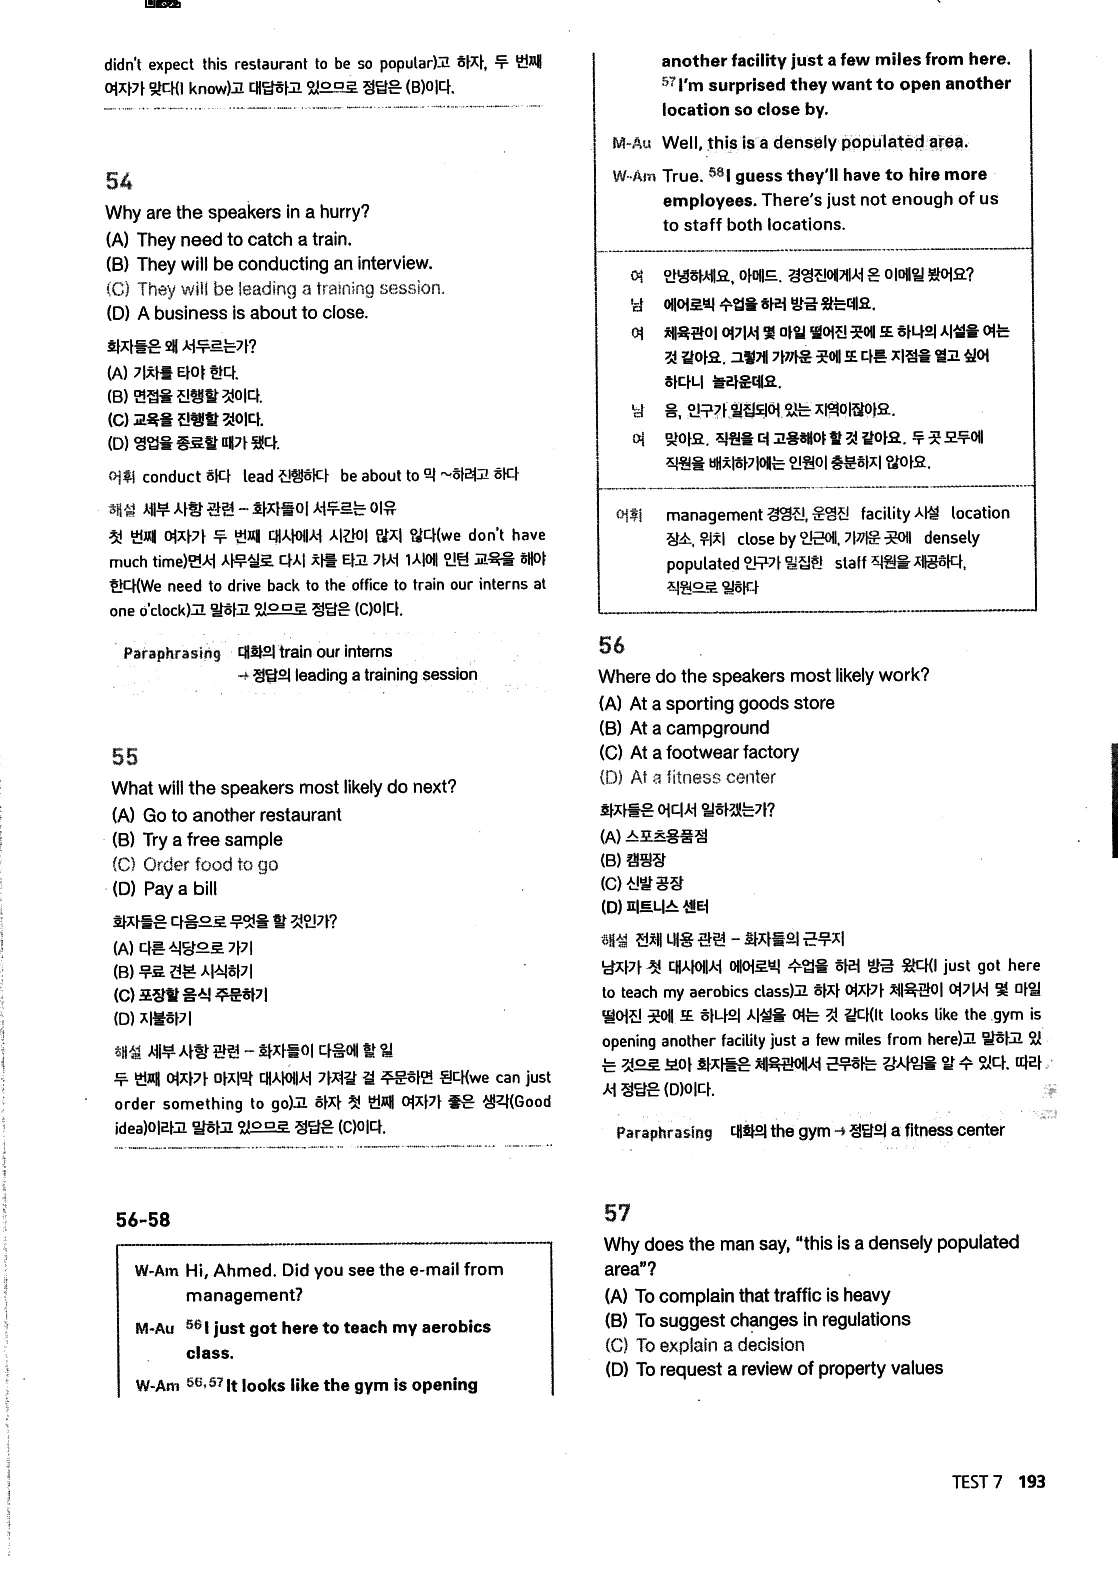 didn't expect this restaurant to be so popular)고 하자, 두 번째
여자가 맞다(I know)고 대답하고 있으므로 정답은 (B)이다.
54
Why are the speakers in a hurry?
(A) They need to catch a train.
(B) They will be conducting an interview.
(C) They will be leading a training session.
(D) A business is about to close.
화자들은 왜 서두르는가?
(A) 기차를 타야 한다.
(B) 면접을 진행할 것이다.
(C) 교육을 진행할 것이다.
(D) 영업을 종료할 때가 됐다.
어휘 conduct 하다 lead 진행하다 be about to 막 ~하려고 하다
해설 세부 사항 관련 – 화자들이 서두르는 이유
첫 번째 여자가 두 번째 대사에서 시간이 많지 않다(we don't have
much time)면서 사무실로 다시 차를 타고 가서 1시에 인턴 교육을 해야
한다(We need to drive back to the office to train our interns at
one o'clock)고 말하고 있으므로 정답은 (C)이다.
Paraphrasing 대화의 train our interns
→ 정답의 leading a training session
55
What will the speakers most likely do next?
(A) Go to another restaurant
(B) Try a free sample
(C) Order food to go
(D) Pay a bill
화자들은 다음으로 무엇을 할 것인가?
(A) 다른 식당으로 가기
(B) 무료 견본 시식하기
(C) 포장할 음식 주문하기
(D) 지불하기
해설 세부 사항 관련 – 화자들이 다음에 할 일
두 번째 여자가 마지막 대사에서 가져갈 걸 주문하면 된다(we can just
order something to go)고 하자 첫 번째 여자가 좋은 생각(Good
idea)이라고 말하고 있으므로 정답은 (C)이다.
56-58
W-Am Hi, Ahmed. Did you see the e-mail from
management?
M-Au 56 I just got here to teach my aerobics
class.
W-Am 56, 57 It looks like the gym is opening
another facility just a few miles from here.
57 I'm surprised they want to open another
location so close by.
M-Au Well, this is a densely populated area.
W-Am True. 58 I guess they'll have to hire more
employees. There's just not enough of us
to staff both locations.
여 안녕하세요, 아메드. 경영진에게서 온 이메일 봤어요?
남 에어로빅 수업을 하러 방금 왔는데요.
여 체육관이 여기서 몇 마일 떨어진 곳에 또 하나의 시설을 여는
것 같아요. 그렇게 가까운 곳에 또 다른 지점을 열고 싶어
하다니 놀라운데요.
남 음, 인구가 밀집되어 있는 지역이잖아요.
여 맞아요. 직원을 더 고용해야 할 것 같아요. 두 곳 모두에
직원을 배치하기에는 인원이 충분하지 않아요.
어휘 management 경영진, 운영진 facility 시설 location
장소, 위치 close by 인근에, 가까운 곳에 densely
populated 인구가 밀집한 staff 직원을 제공하다,
직원으로 일하다
56
Where do the speakers most likely work?
(A) At a sporting goods store
(B) At a campground
(C) At a footwear factory
(D) At a fitness center
화자들은 어디서 일하겠는가?
(A) 스포츠용품점
(B) 캠핑장
(C) 신발 공장
(D) 피트니스 센터
해설 전체 내용 관련 – 화자들의 근무지
남자가 첫 대사에서 에어로빅 수업을 하러 방금 왔다(I just got here
to teach my aerobics class)고 하자 여자가 체육관이 여기서 몇 마일
떨어진 곳에 또 하나의 시설을 여는 것 같다(It looks like the gym is
opening another facility just a few miles from here)고 말하고 있
는 것으로 보아 화자들은 체육관에서 근무하는 강사임을 알 수 있다. 따라
서 정답은 (D)이다.
Paraphrasing 대화의 the gym → 정답의 a fitness center
57
Why does the man say, "this is a densely populated
area"?
(A) To complain that traffic is heavy
(B) To suggest changes in regulations
(C) To explain a decision
(D) To request a review of property values
TEST 7 193